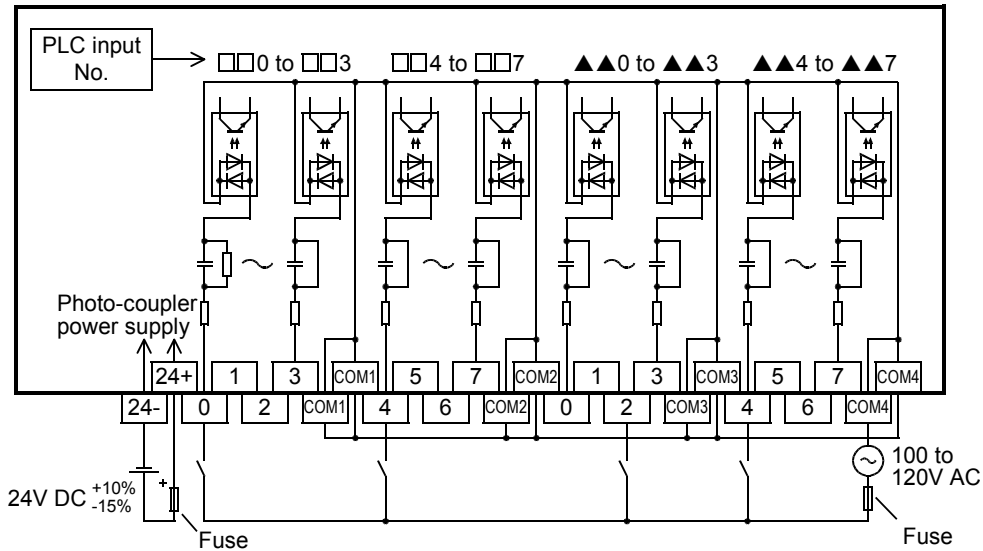 PLC input
No.
□□0 to □□3
□□4 to □□7
▲▲0 to ▲▲3
▲▲4 to ▲▲7
Photo-coupler
power supply
24+ 1 3 COM1 5 7 COM2 1 3 COM3 5 7 COM4
24- 0 2 COM1 4 6 COM2 0 2 COM3 4 6 COM4
100 to
120V AC
24V DC +10%
-15%
+
Fuse
Fuse